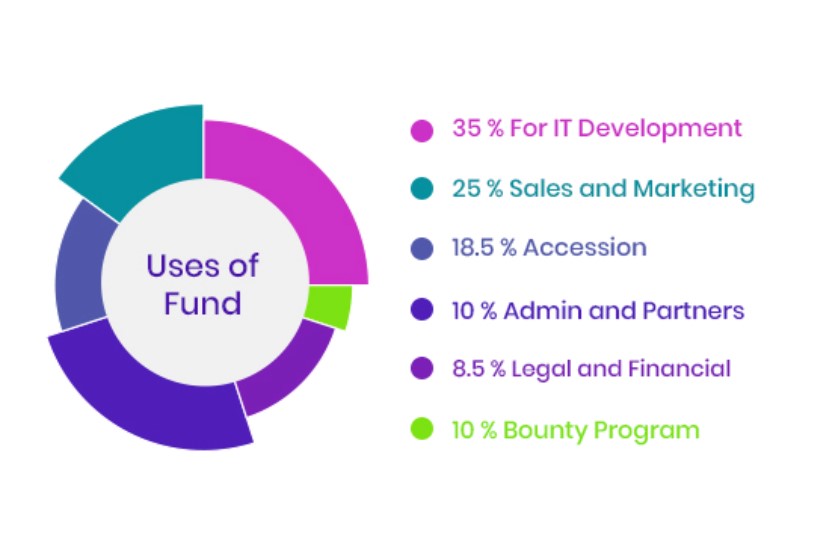 Uses of
Fund
35 % For IT Development
25 % Sales and Marketing
18.5 % Accession
10 % Admin and Partners
8.5 % Legal and Financial
10 % Bounty Program